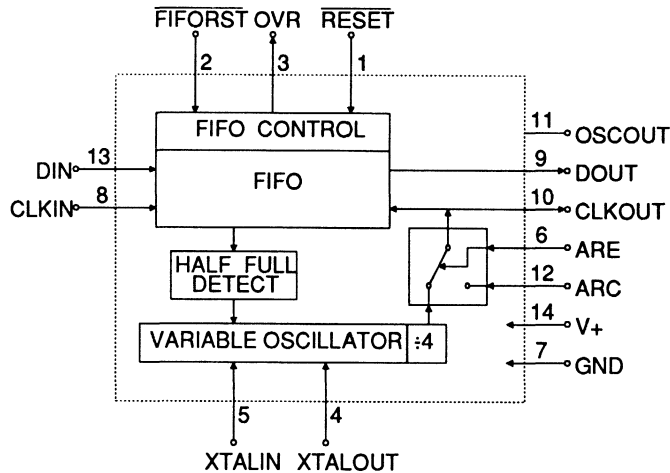 FIFORST OVR RESET
2 3 1
FIFO CONTROL
FIFO
11 OSCOUT
DIN 13
9 DOUT
CLKIN 8
10 CLKOUT
6 ARE
HALF FULL
DETECT
12 ARC
14 V+
VARIABLE OSCILLATOR ÷4
7 GND
5 4
XTALIN XTALOUT